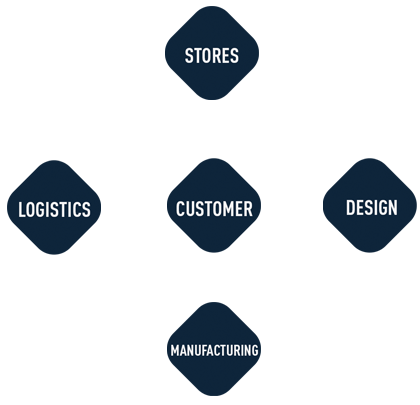 STORES
LOGISTICS
CUSTOMER
DESIGN
MANUFACTURING